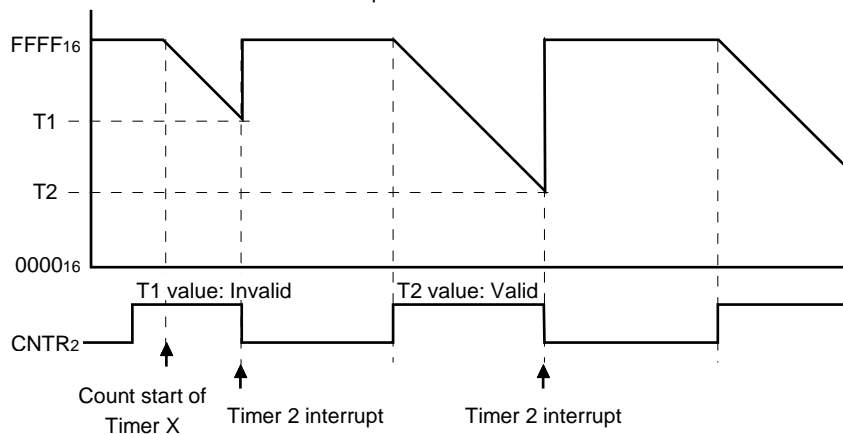 FFFF16
T1
T2
000016
T1 value: Invalid
T2 value: Valid
CNTR2
Count start of
Timer X
Timer 2 interrupt
Timer 2 interrupt